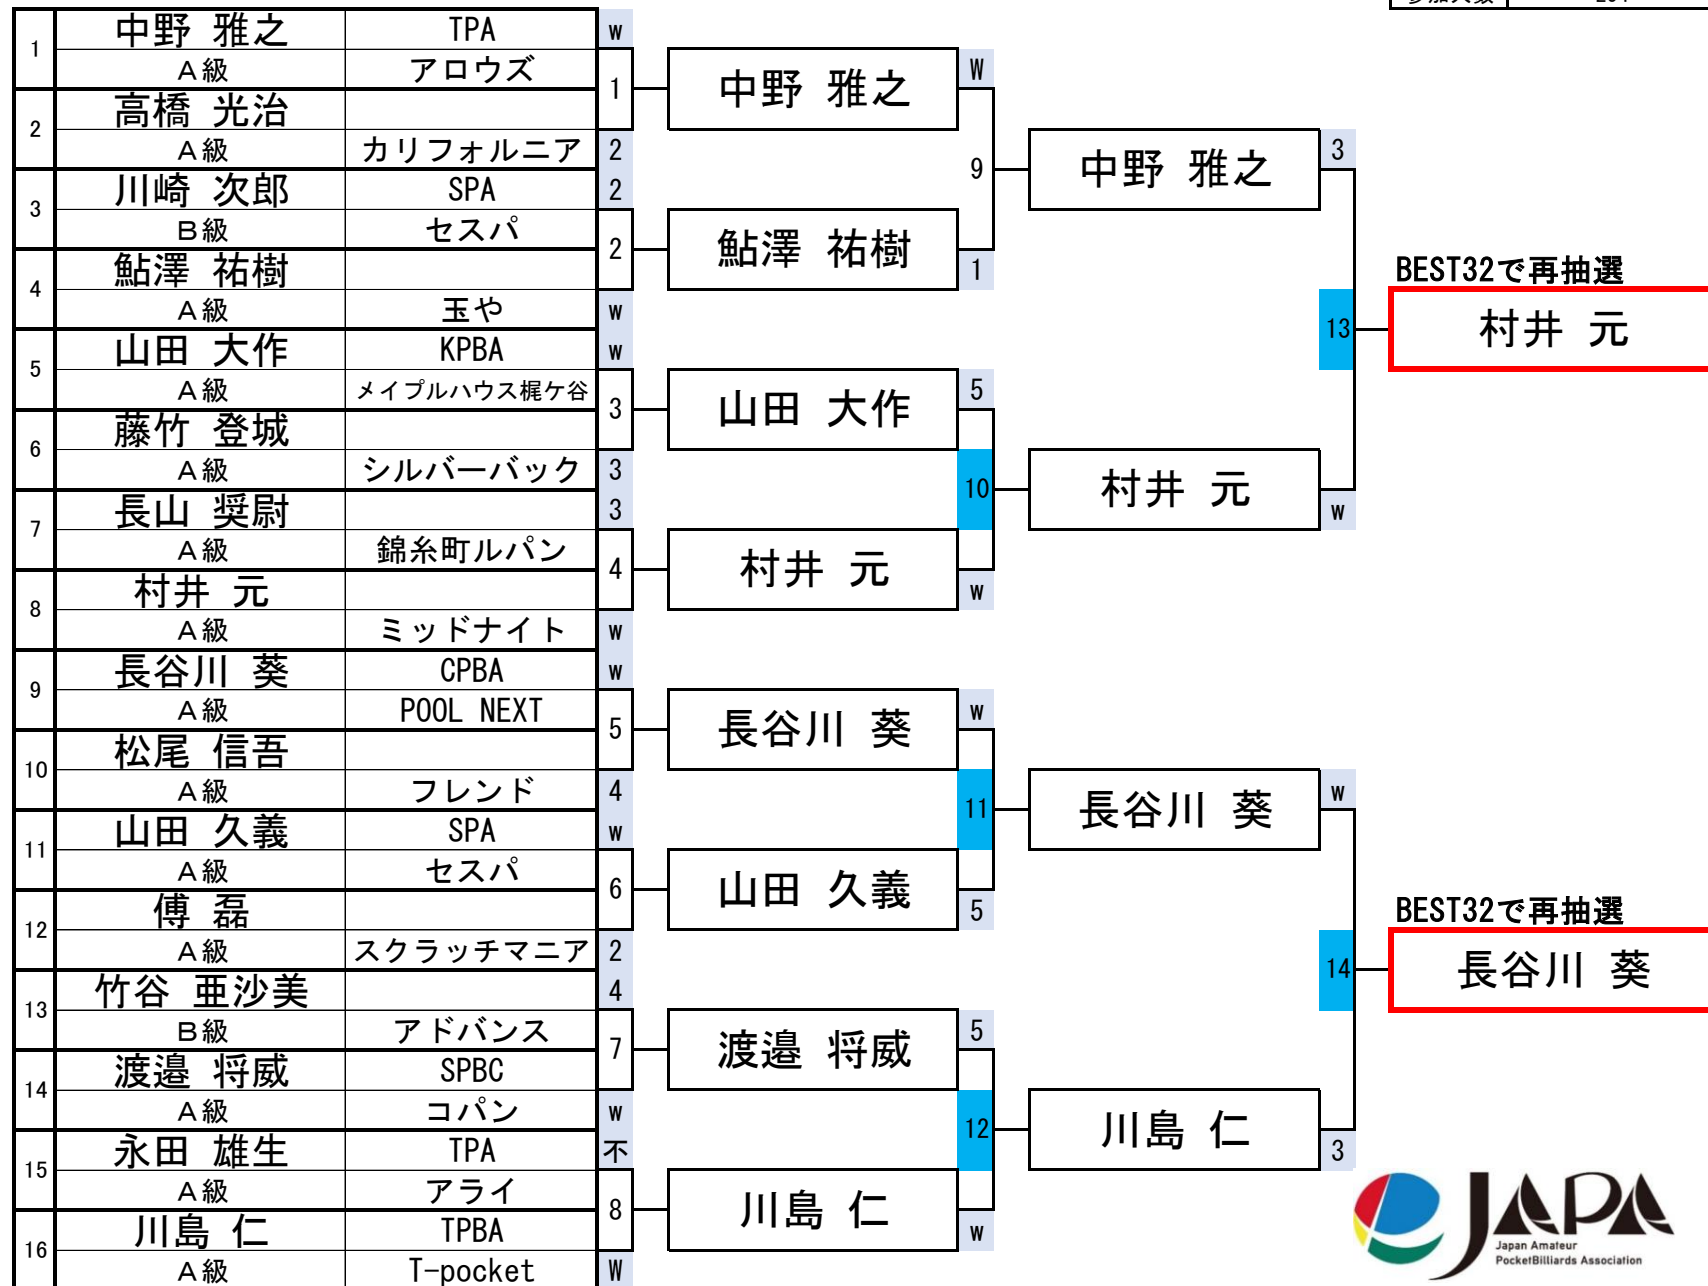 1 中野 雅之 TPA w
A級 アロウズ
2 高橋 光治
A級 カリフォルニア 2
1
3 川崎 次郎 SPA 2
B級 セスパ
4 鮎澤 祐樹
A級 玉や w
2
5 山田 大作 KPBA w
A級 メイプルハウス梶ケ谷
6 藤竹 登城
A級 シルバーバック 3
3
7 長山 奨尉 3
A級 錦糸町ルパン
8 村井 元
A級 ミッドナイト w
4
9 長谷川 葵 CPBA w
A級 POOL NEXT
10 松尾 信吾
A級 フレンド 4
5
11 山田 久義 SPA w
A級 セスパ
12 傅 磊
A級 スクラッチマニア 2
6
13 竹谷 亜沙美 4
B級 アドバンス
14 渡邉 将威 SPBC
A級 コパン w
7
15 永田 雄生 TPA 不
A級 アライ
16 川島 仁 TPBA
A級 T-pocket W
8
中野 雅之 W
9
鮎澤 祐樹 1
山田 大作 5
10
村井 元 w
長谷川 葵 w
11
山田 久義 5
渡邉 将威 5
12
川島 仁 w
中野 雅之 3
13
村井 元 w
長谷川 葵 w
14
川島 仁 3
BEST32で再抽選
村井 元
BEST32で再抽選
長谷川 葵
JAPA
Japan Amateur
PocketBilliards Association